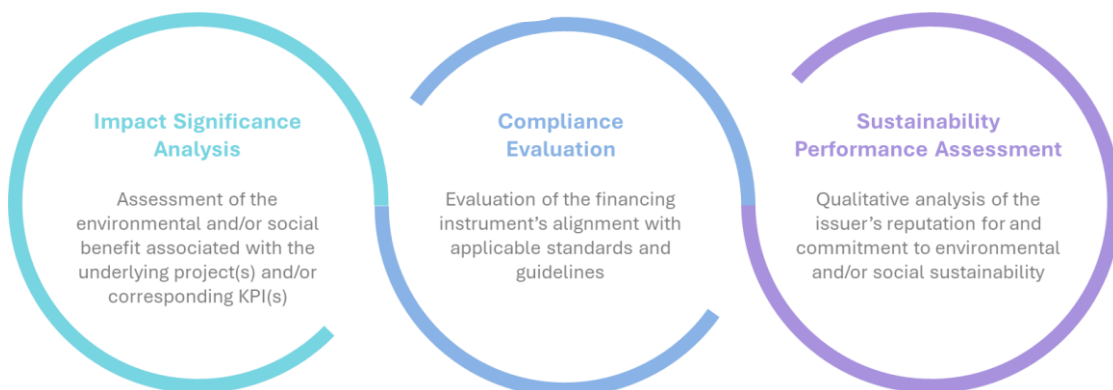 Impact Significance
Analysis
Assessment of the
environmental and/or social
benefit associated with the
underlying project(s) and/or
corresponding KPI(s)
Compliance
Evaluation
Evaluation of the financing
instrument’s alignment with
applicable standards and
guidelines
Sustainability
Performance Assessment
Qualitative analysis of the
issuer’s reputation for and
commitment to environmental
and/or social sustainability